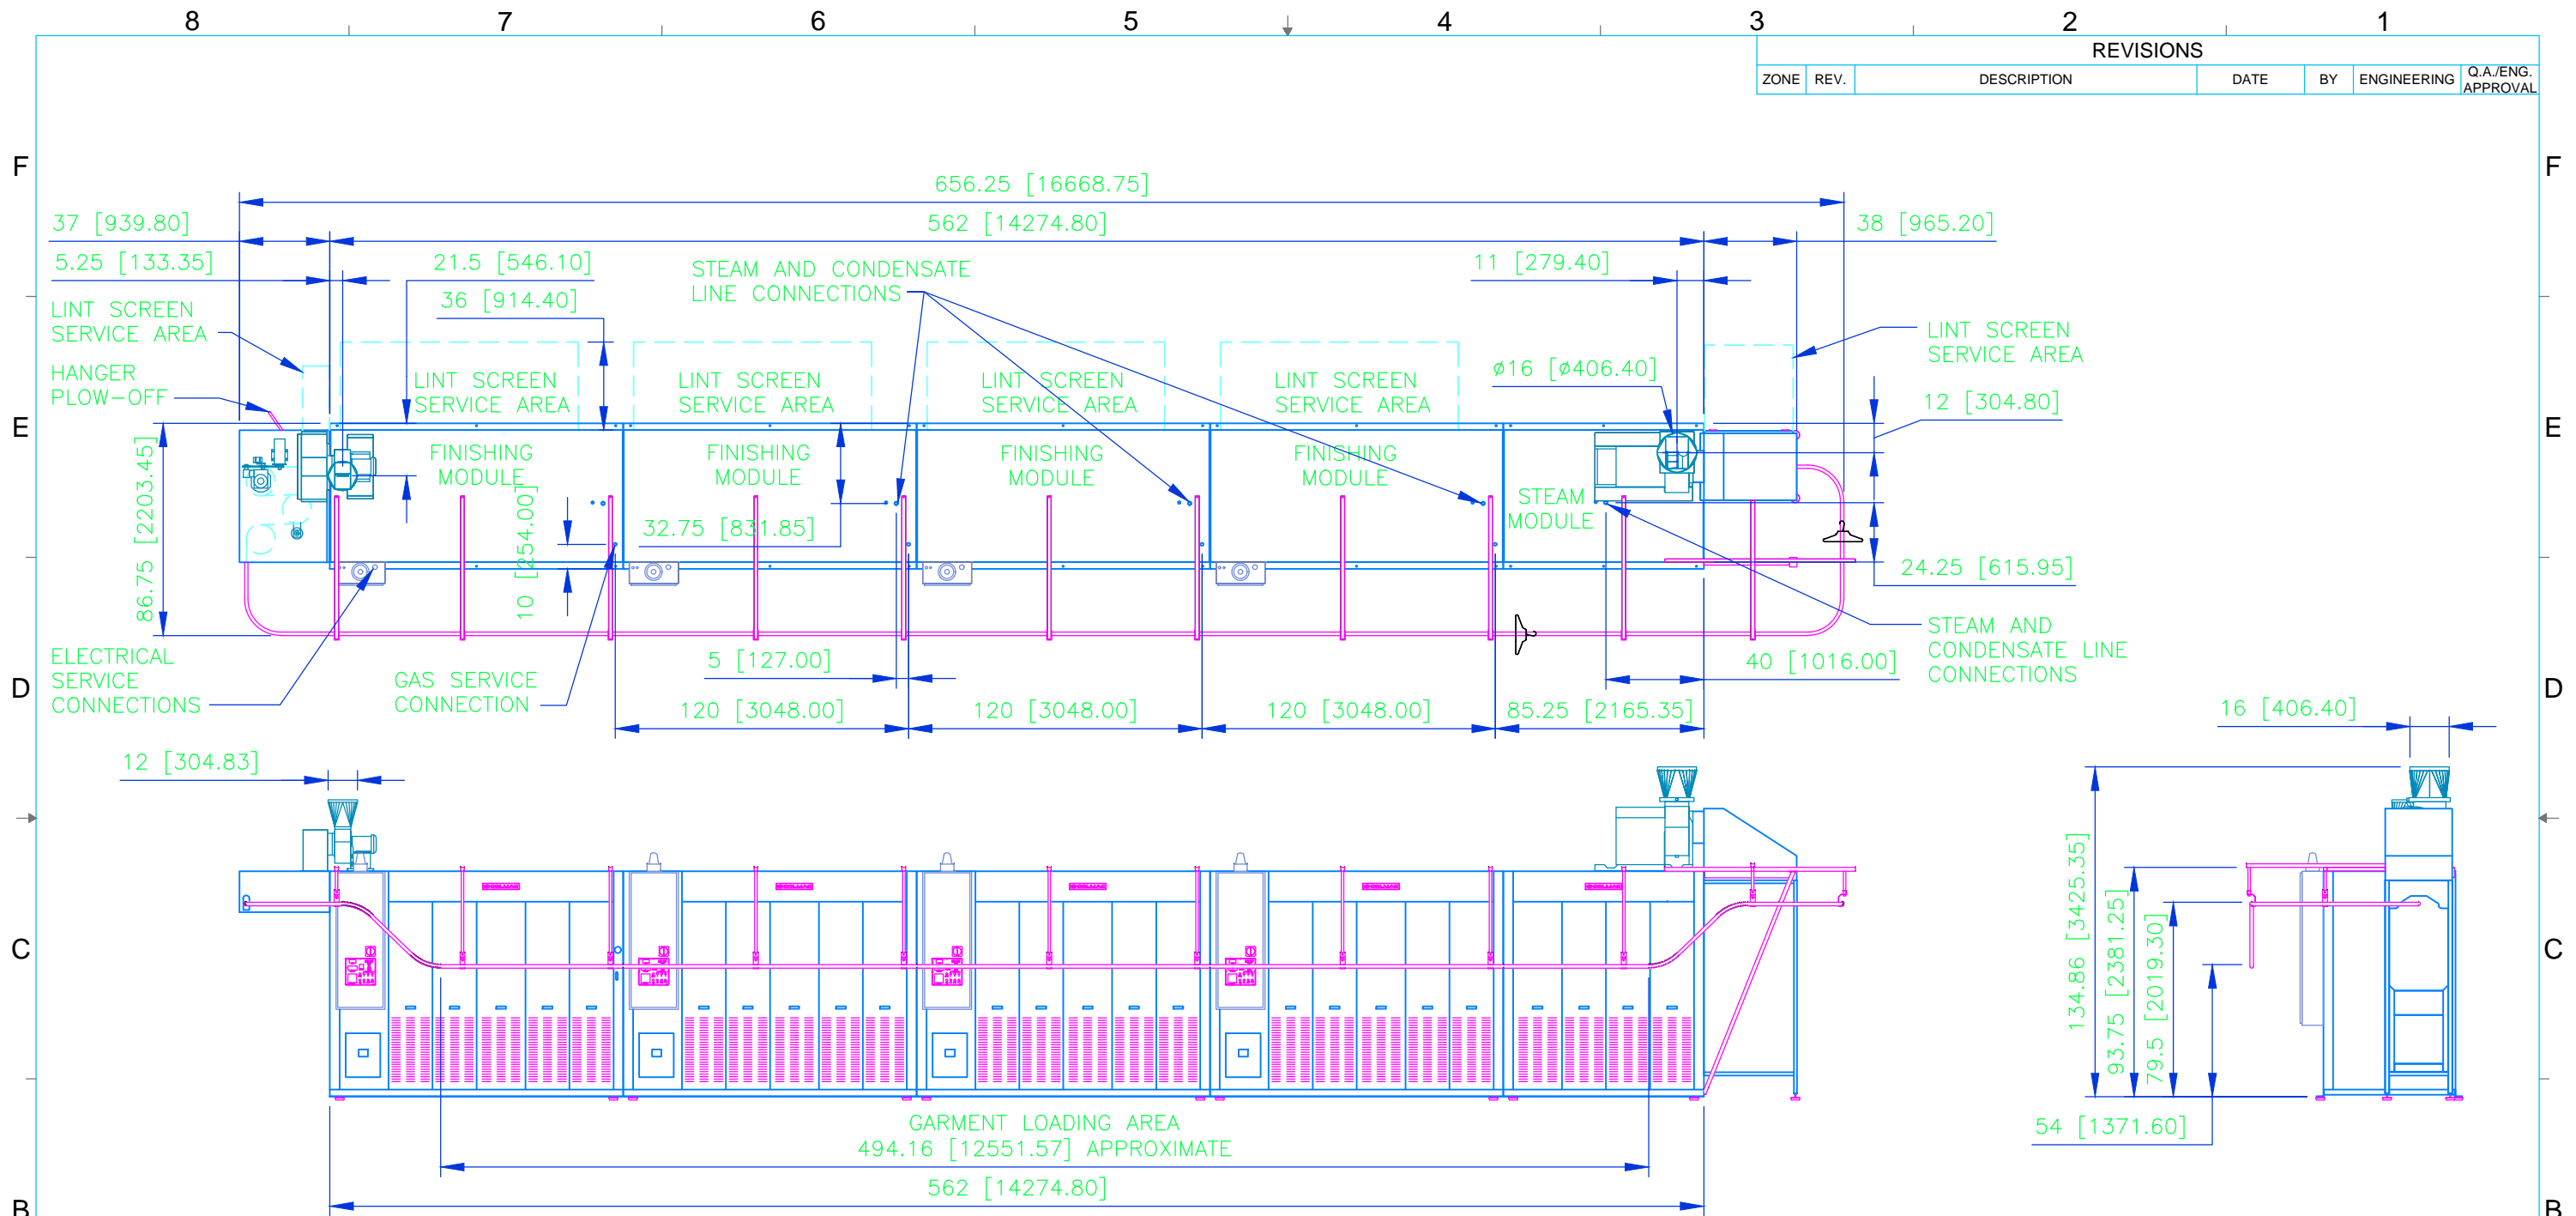 8 7 6 5 4 3 2 1
REVISIONS
ZONE REV. DESCRIPTION DATE BY ENGINEERING Q.A./ENG. APPROVAL
F F
656.25 [16668.75]
37 [939.80]
562 [14274.80]
38 [965.20]
5.25 [133.35]
21.5 [546.10]
STEAM AND CONDENSATE
LINE CONNECTIONS
11 [279.40]
36 [914.40]
LINT SCREEN
SERVICE AREA
LINT SCREEN
SERVICE AREA
HANGER
PLOW-OFF
LINT SCREEN
SERVICE AREA
LINT SCREEN
SERVICE AREA
LINT SCREEN
SERVICE AREA
LINT SCREEN
SERVICE AREA
ø16 [ø406.40]
12 [304.80]
E E
FINISHING
MODULE
FINISHING
MODULE
FINISHING
MODULE
FINISHING
MODULE
STEAM
MODULE
86.75 [2203.45]
10 [254.00]
32.75 [831.85]
24.25 [615.95]
ELECTRICAL
SERVICE
CONNECTIONS
GAS SERVICE
CONNECTION
5 [127.00]
40 [1016.00]
STEAM AND
CONDENSATE LINE
CONNECTIONS
D D
120 [3048.00]
120 [3048.00]
120 [3048.00]
85.25 [2165.35]
16 [406.40]
12 [304.83]
COLMAC
COLMAC
COLMAC
COLMAC
COLMAC
134.86 [3425.35]
93.75 [2381.25]
79.5 [2019.30]
C C
54 [1371.60]
GARMENT LOADING AREA
494.16 [12551.57] APPROXIMATE
562 [14274.80]
B B